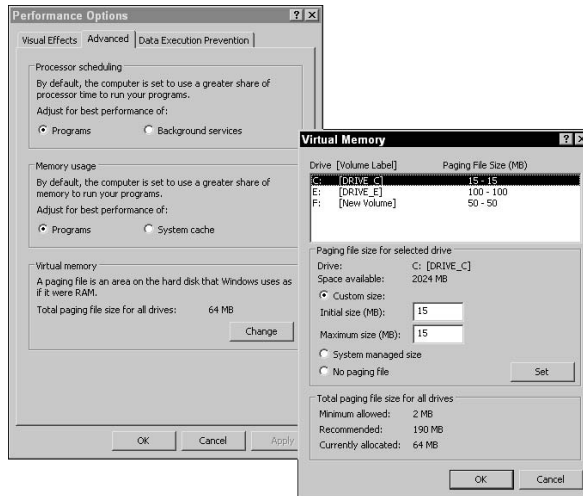 Performance Options
Visual Effects
Advanced
Data Execution Prevention
Processor scheduling
By default, the computer is set to use a greater share of
processor time to run your programs.
Adjust for best performance of:
Programs
Background services
Memory usage
By default, the computer is set to use a greater share of
memory to run your programs.
Adjust for best performance of:
Programs
System cache
Virtual memory
A paging file is an area on the hard disk that Windows uses as
if it were RAM.
Total paging file size for all drives: 64 MB
Change
OK
Cancel
Apply
Virtual Memory
Drive [Volume Label] Paging File Size (MB)
C: [DRIVE_C] 15 - 15
E: [DRIVE_E] 100 - 100
F: [New Volume] 50 - 50
Paging file size for selected drive
Drive: C: [DRIVE_C]
Space available: 2024 MB
Custom size:
Initial size (MB): 15
Maximum size (MB): 15
System managed size
No paging file
Set
Total paging file size for all drives
Minimum allowed: 2 MB
Recommended: 190 MB
Currently allocated: 64 MB
OK
Cancel